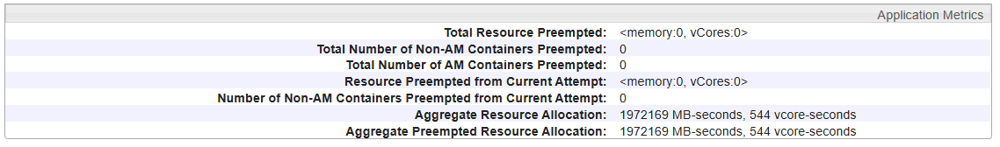 Application Metrics
Total Resource Preempted: <memory:0, vCores:0>
Total Number of Non-AM Containers Preempted: 0
Total Number of AM Containers Preempted: 0
Resource Preempted from Current Attempt: <memory:0, vCores:0>
Number of Non-AM Containers Preempted from Current Attempt: 0
Aggregate Resource Allocation: 1972169 MB-seconds, 544 vcore-seconds
Aggregate Preempted Resource Allocation: 1972169 MB-seconds, 544 vcore-seconds